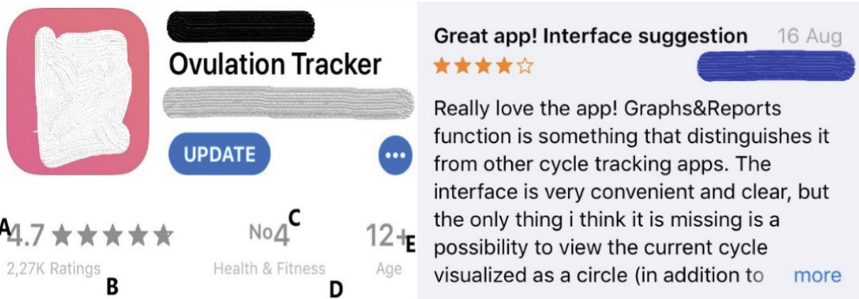 Ovulation Tracker
UPDATE
A 4.7 No4 C 12+ E
2,27K Ratings B Health & Fitness D Age
Great app! Interface suggestion 16 Aug
Really love the app! Graphs&Reports
function is something that distinguishes it
from other cycle tracking apps. The
interface is very convenient and clear, but
the only thing i think it is missing is a
possibility to view the current cycle
visualized as a circle (in addition to more